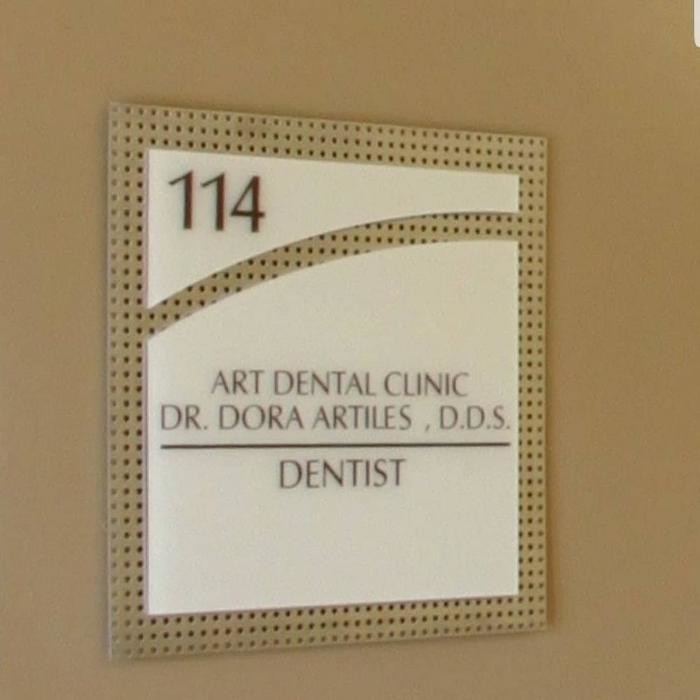 114
ART DENTAL CLINIC
DR. DORA ARTILES , D.D.S.
DENTIST